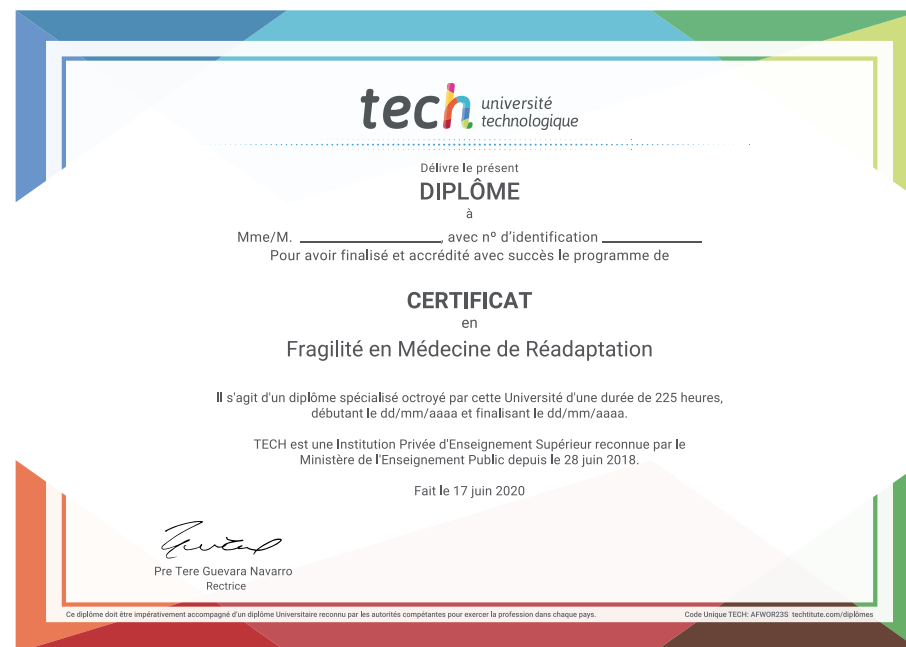 tech université
technologique
Délivre le présent
DIPLÔME
à
Mme/M. ____________________, avec nº d'identification ______________
Pour avoir finalisé et accrédité avec succès le programme de
CERTIFICAT
en
Fragilité en Médecine de Réadaptation
Il s'agit d'un diplôme spécialisé octroyé par cette Université d'une durée de 225 heures,
débutant le dd/mm/aaaa et finalisant le dd/mm/aaaa.
TECH est une Institution Privée d'Enseignement Supérieur reconnue par le
Ministère de l'Enseignement Public depuis le 28 juin 2018.
Fait le 17 juin 2020
Pre Tere Guevara Navarro
Rectrice
Ce diplôme doit être impérativement accompagné d'un diplôme Universitaire reconnu par les autorités compétantes pour exercer la profession dans chaque pays.
Code Unique TECH: AFWOR23S techtitute.com/diplômes